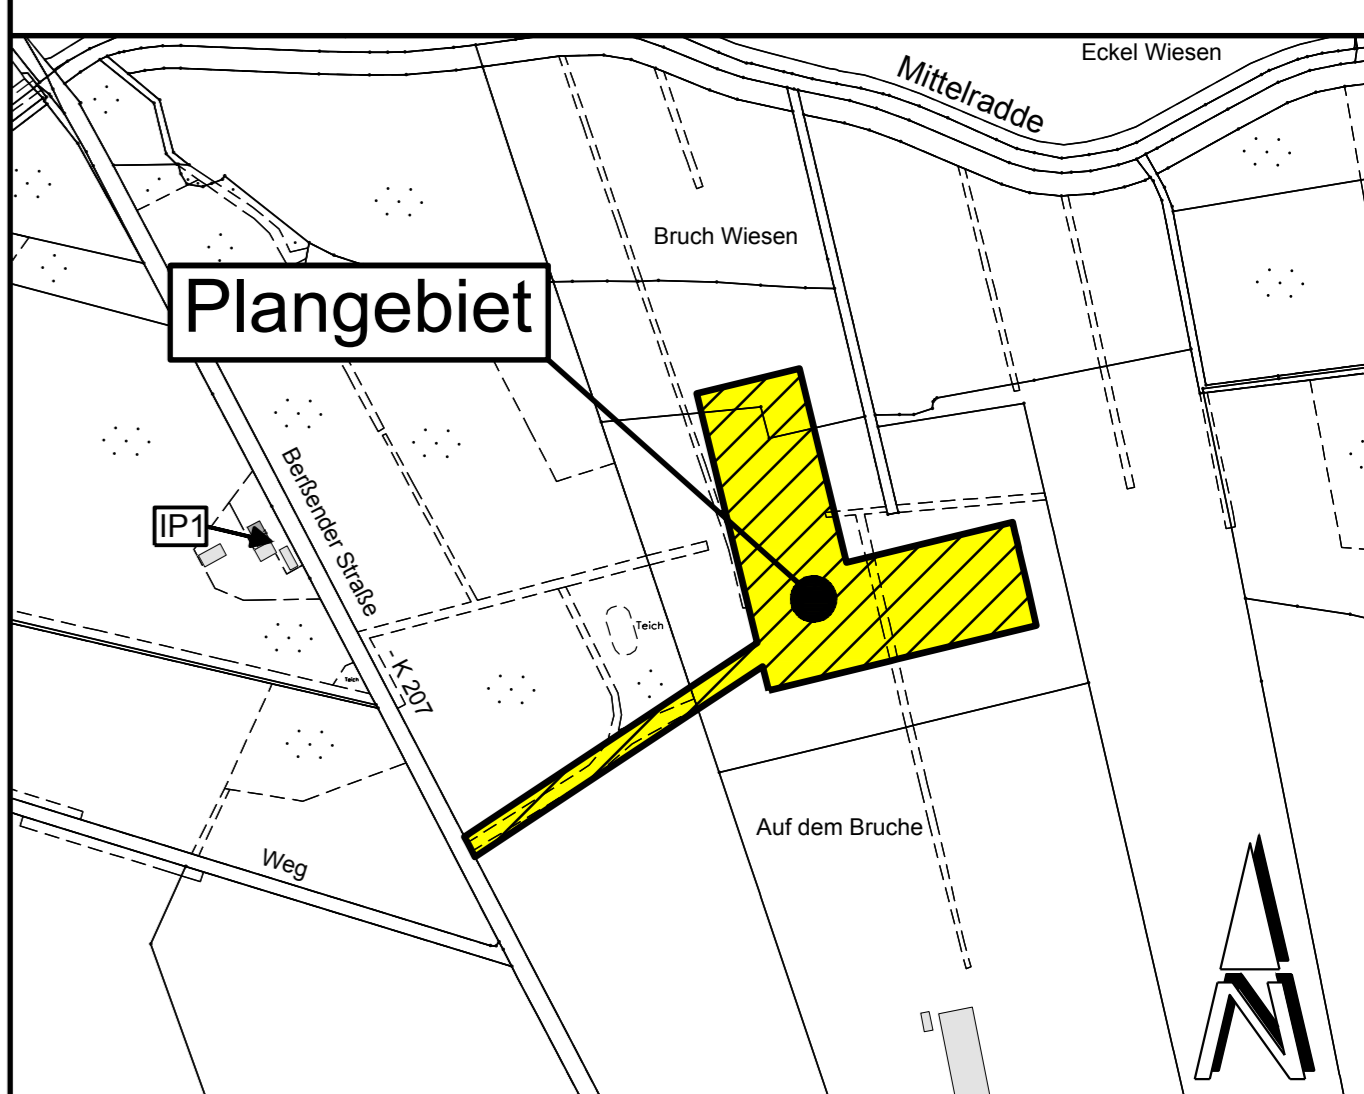 Eckel Wiesen
Mittelradde
Bruch Wiesen
Plangebiet
IP1
Berßender Straße
- K 207
Teich
Teich
Weg
Auf dem Bruche
N